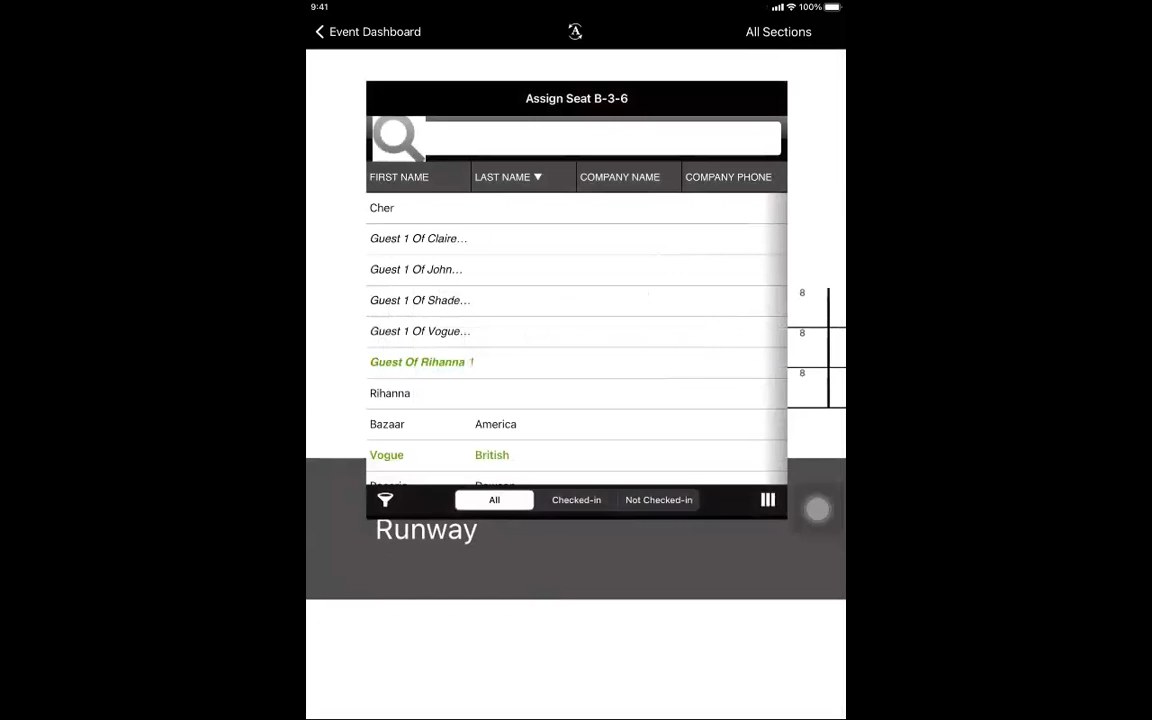 9:41
100%
Event Dashboard
A
All Sections
Assign Seat B-3-6
FIRST NAME
LAST NAME ▼
COMPANY NAME
COMPANY PHONE
Cher
Guest 1 Of Claire...
Guest 1 Of John...
Guest 1 Of Shade...
Guest 1 Of Vogue...
Guest Of Rihanna 1
Rihanna
Bazaar America
Vogue British
8
8
8
All
Checked-in
Not Checked-in
Runway